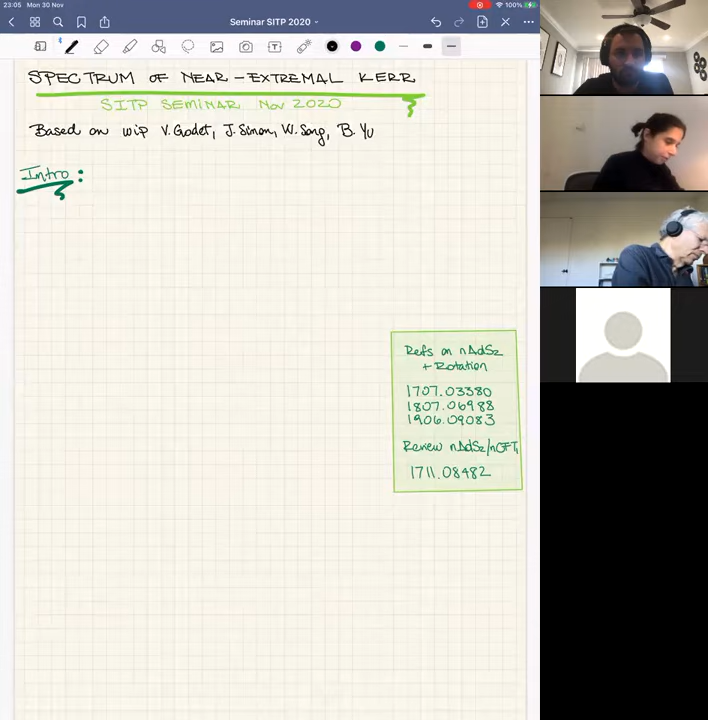 23:05 Mon 30 Nov
100%
Seminar SITP 2020
SPECTRUM OF NEAR-EXTREMAL KERR
SITP SEMINAR Nov 2020
Based on wip V. Godet, J. Simon, W. Song, B. Yu
Intro:
Refs on nAdS2
+ Rotation
1707.03380
1807.06988
1906.09083
Review nAdS2/nCFT1
1711.08482